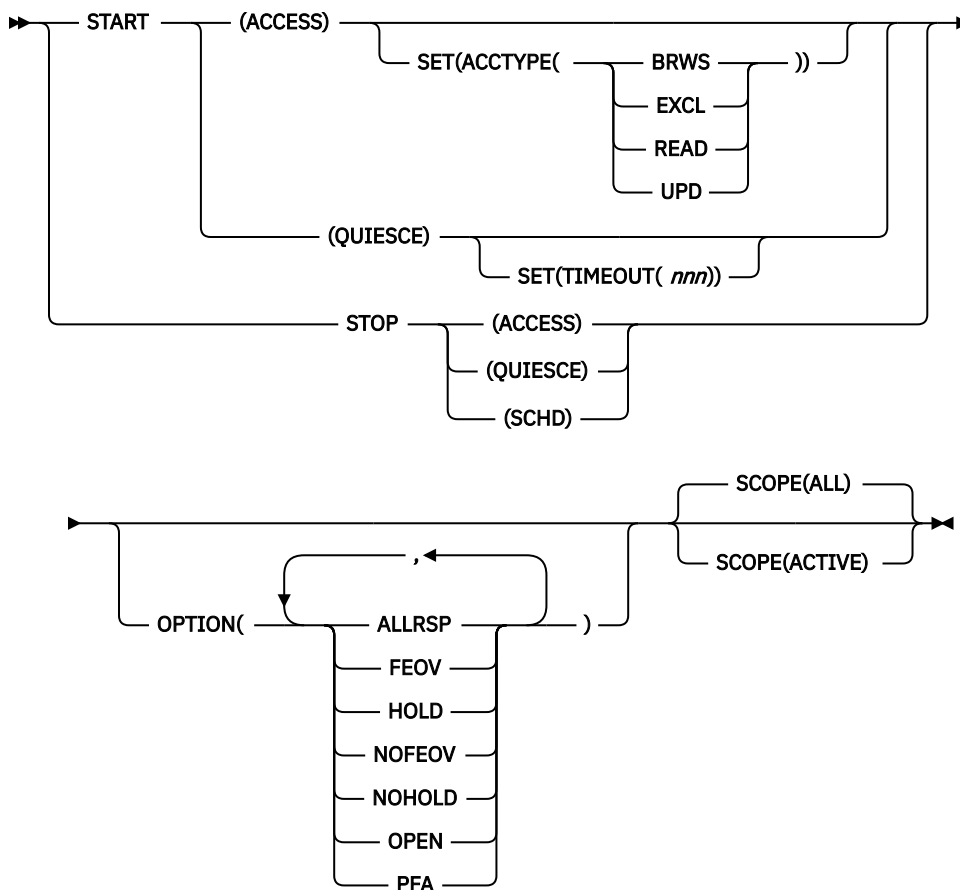 START (ACCESS)
SET(ACCTYPE( BRWS ))
EXCL
READ
UPD
(QUIESCE)
SET(TIMEOUT( nnn))
STOP (ACCESS)
(QUIESCE)
(SCHD)
SCOPE(ALL)
SCOPE(ACTIVE)
,
OPTION( ALLRSP )
FEOV
HOLD
NOFEOV
NOHOLD
OPEN
PFA